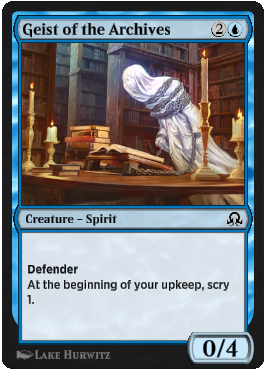 Geist of the Archives 2
Creature – Spirit
Defender
At the beginning of your upkeep, scry
1.
Lake Hurwitz
0/4